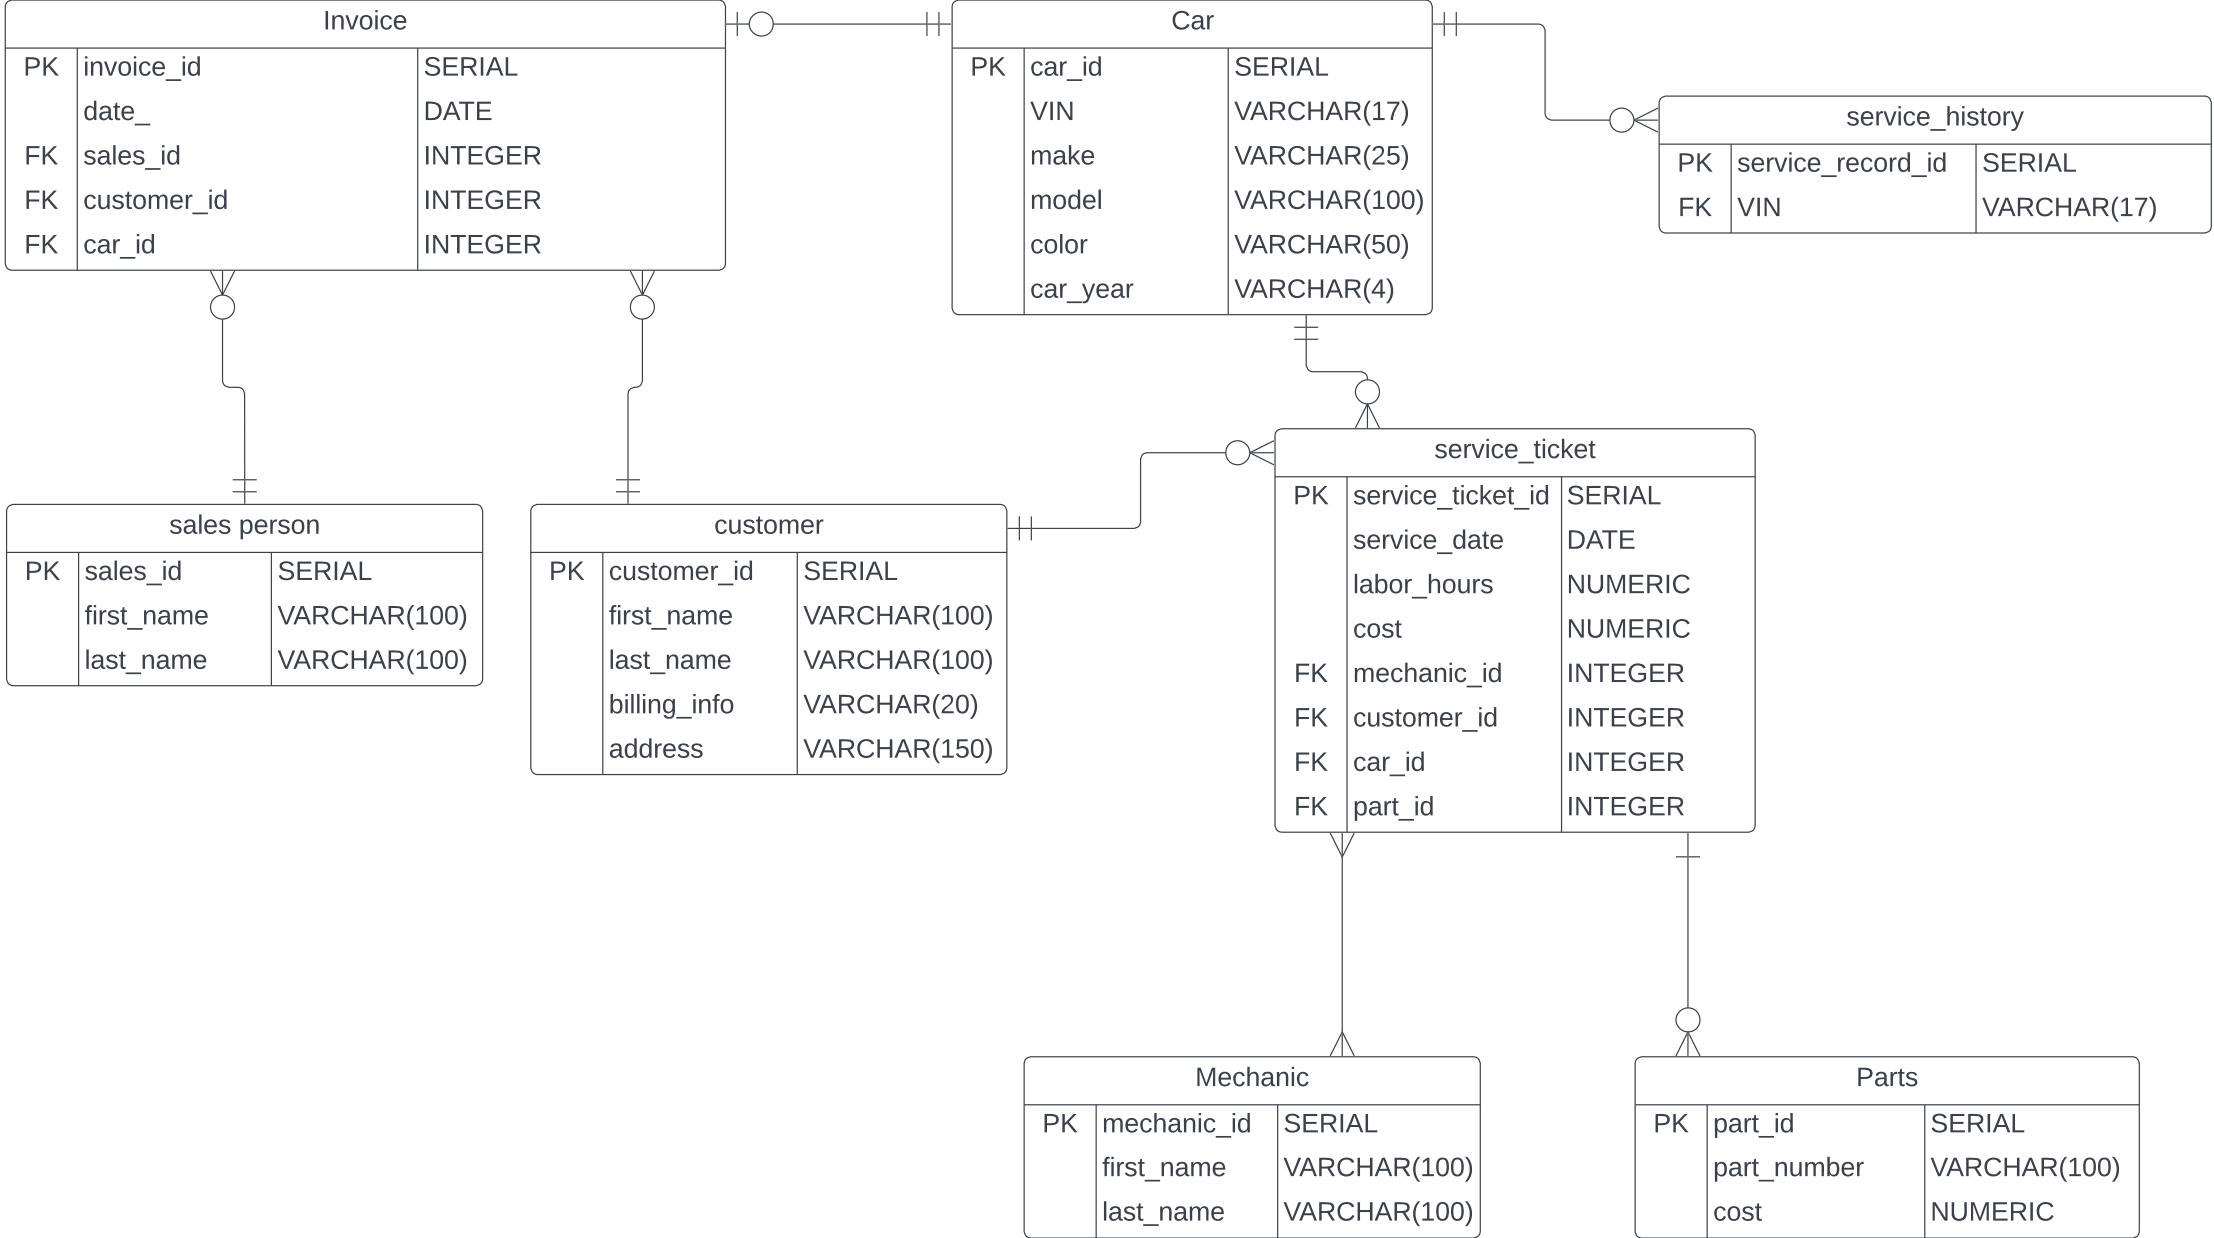 Invoice
PK invoice_id SERIAL
date_ DATE
FK sales_id INTEGER
FK customer_id INTEGER
FK car_id INTEGER
Car
PK car_id SERIAL
VIN VARCHAR(17)
make VARCHAR(25)
model VARCHAR(100)
color VARCHAR(50)
car_year VARCHAR(4)
service_history
PK service_record_id SERIAL
FK VIN VARCHAR(17)
sales person
PK sales_id SERIAL
first_name VARCHAR(100)
last_name VARCHAR(100)
customer
PK customer_id SERIAL
first_name VARCHAR(100)
last_name VARCHAR(100)
billing_info VARCHAR(20)
address VARCHAR(150)
service_ticket
PK service_ticket_id SERIAL
service_date DATE
labor_hours NUMERIC
cost NUMERIC
FK mechanic_id INTEGER
FK customer_id INTEGER
FK car_id INTEGER
FK part_id INTEGER
Mechanic
PK mechanic_id SERIAL
first_name VARCHAR(100)
last_name VARCHAR(100)
Parts
PK part_id SERIAL
part_number VARCHAR(100)
cost NUMERIC